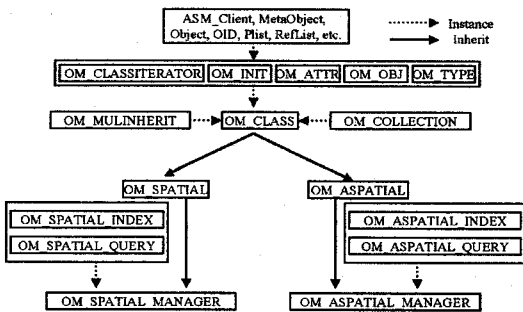 ASM_Client, MetaObject,
Object, OID, Plist, RefList, etc.
Instance
Inherit
OM_CLASSITERATOR OM_INIT OM_ATTR OM_OBJ OM_TYPE
OM_MULINHERIT OM_CLASS OM_COLLECTION
OM_SPATIAL OM_ASPATIAL
OM_SPATIAL_INDEX OM_ASPATIAL_INDEX
OM_SPATIAL_QUERY OM_ASPATIAL_QUERY
OM_SPATIAL_MANAGER OM_ASPATIAL_MANAGER